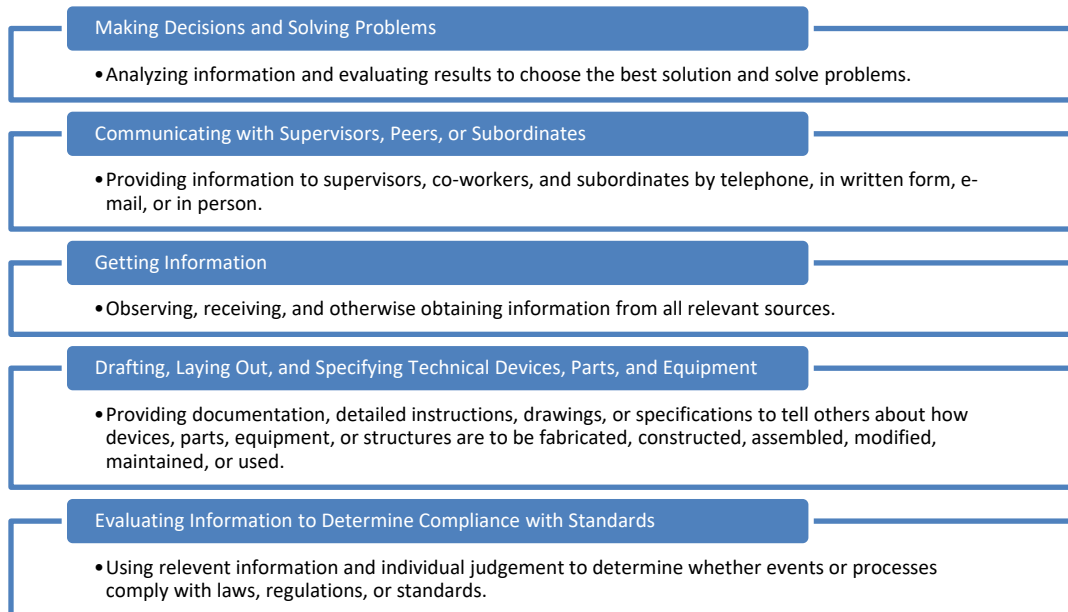 Making Decisions and Solving Problems
•Analyzing information and evaluating results to choose the best solution and solve problems.
Communicating with Supervisors, Peers, or Subordinates
•Providing information to supervisors, co-workers, and subordinates by telephone, in written form, e-
mail, or in person.
Getting Information
•Observing, receiving, and otherwise obtaining information from all relevant sources.
Drafting, Laying Out, and Specifying Technical Devices, Parts, and Equipment
•Providing documentation, detailed instructions, drawings, or specifications to tell others about how
devices, parts, equipment, or structures are to be fabricated, constructed, assembled, modified,
maintained, or used.
Evaluating Information to Determine Compliance with Standards
•Using relevent information and individual judgement to determine whether events or processes
comply with laws, regulations, or standards.